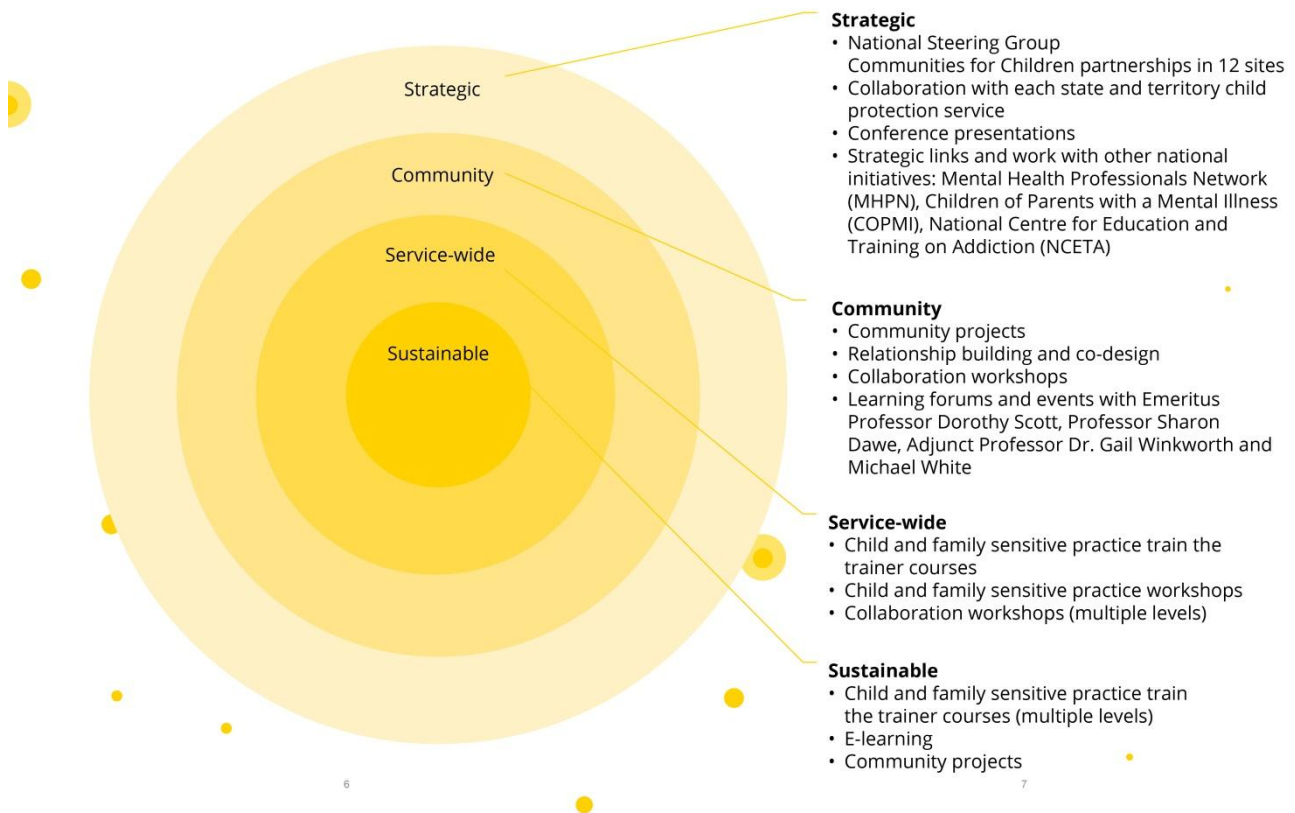 Strategic
Community
Service-wide
Sustainable
Strategic
• National Steering Group
Communities for Children partnerships in 12 sites
• Collaboration with each state and territory child
protection service
• Conference presentations
• Strategic links and work with other national
initiatives: Mental Health Professionals Network
(MHPN), Children of Parents with a Mental Illness
(COPMI), National Centre for Education and
Training on Addiction (NCETA)
Community
• Community projects
• Relationship building and co-design
• Collaboration workshops
• Learning forums and events with Emeritus
Professor Dorothy Scott, Professor Sharon
Dawe, Adjunct Professor Dr. Gail Winkworth and
Michael White
Service-wide
• Child and family sensitive practice train the
trainer courses
• Child and family sensitive practice workshops
• Collaboration workshops (multiple levels)
Sustainable
• Child and family sensitive practice train
the trainer courses (multiple levels)
• E-learning
• Community projects
6
7